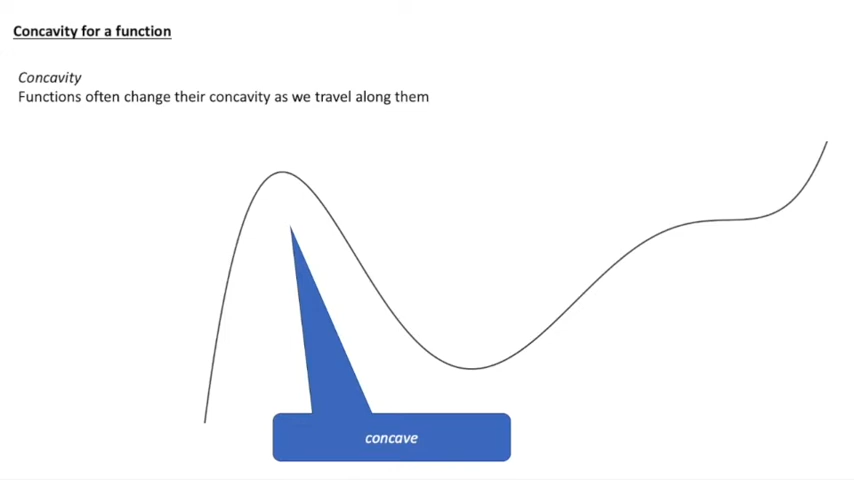 Concavity for a function
Concavity
Functions often change their concavity as we travel along them
concave